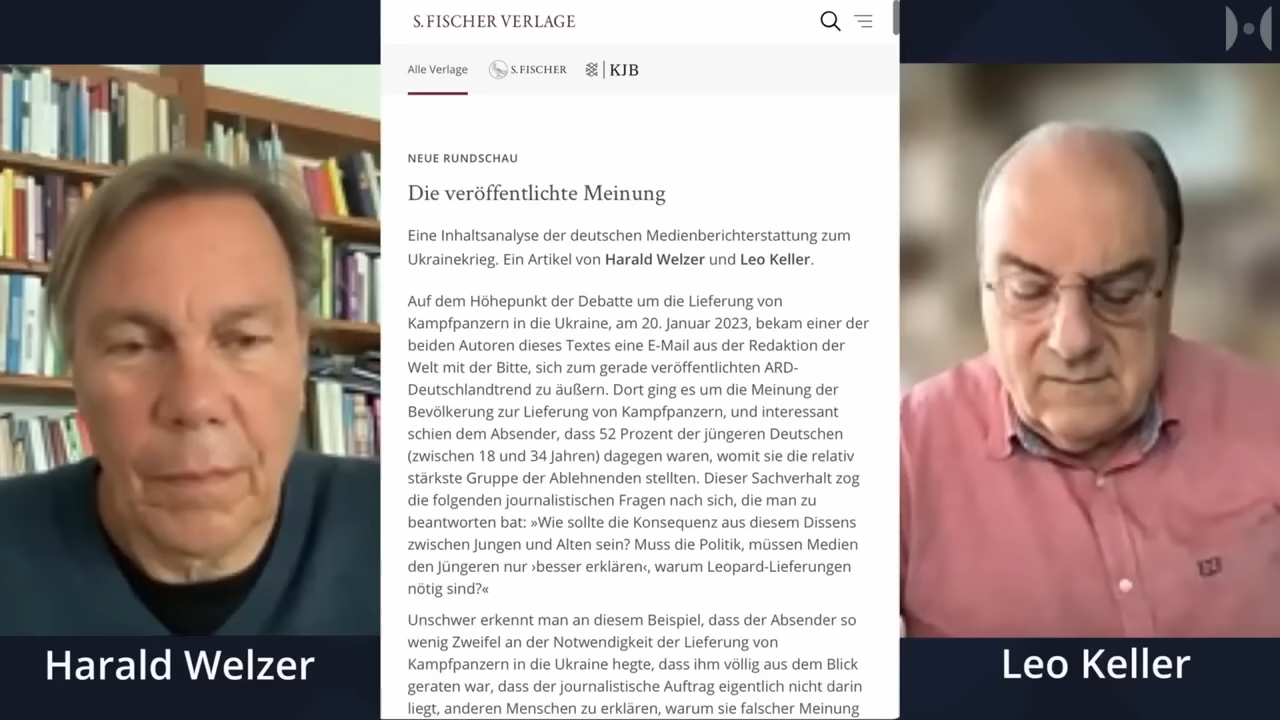 S. FISCHER VERLAGE
Alle Verlage
S. FISCHER
KJB
NEUE RUNDSCHAU
Die veröffentlichte Meinung
Eine Inhaltsanalyse der deutschen Medienberichterstattung zum
Ukrainekrieg. Ein Artikel von Harald Welzer und Leo Keller.
Auf dem Höhepunkt der Debatte um die Lieferung von
Kampfpanzern in die Ukraine, am 20. Januar 2023, bekam einer der
beiden Autoren dieses Textes eine E-Mail aus der Redaktion der
Welt mit der Bitte, sich zum gerade veröffentlichten ARD-
Deutschlandtrend zu äußern. Dort ging es um die Meinung der
Bevölkerung zur Lieferung von Kampfpanzern, und interessant
schien dem Absender, dass 52 Prozent der jüngeren Deutschen
(zwischen 18 und 34 Jahren) dagegen waren, womit sie die relativ
stärkste Gruppe der Ablehnenden stellten. Dieser Sachverhalt zog
die folgenden journalistischen Fragen nach sich, die man zu
beantworten bat: »Wie sollte die Konsequenz aus diesem Dissens
zwischen Jungen und Alten sein? Muss die Politik, müssen Medien
den Jüngeren nur ›besser erklären‹, warum Leopard-Lieferungen
nötig sind?«
Unschwer erkennt man an diesem Beispiel, dass der Absender so
wenig Zweifel an der Notwendigkeit der Lieferung von
Kampfpanzern in die Ukraine hegte, dass ihm völlig aus dem Blick
geraten war, dass der journalistische Auftrag eigentlich nicht darin
liegt, anderen Menschen zu erklären, warum sie falscher Meinung
Harald Welzer
Leo Keller